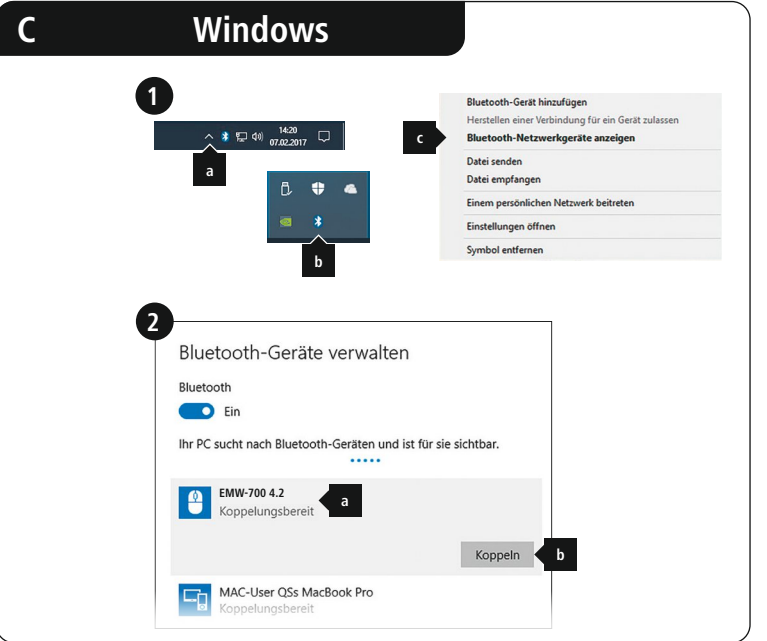 C Windows
1
14:20
07.02.2017
a
b
c
Bluetooth-Gerät hinzufügen
Herstellen einer Verbindung für ein Gerät zulassen
Bluetooth-Netzwerkgeräte anzeigen
Datei senden
Datei empfangen
Einem persönlichen Netzwerk beitreten
Einstellungen öffnen
Symbol entfernen
2
Bluetooth-Geräte verwalten
Bluetooth
Ein
Ihr PC sucht nach Bluetooth-Geräten und ist für sie sichtbar.
EMW-700 4.2
Koppelungsbereit
a
Koppeln
b
MAC-User QSs MacBook Pro
Koppelungsbereit